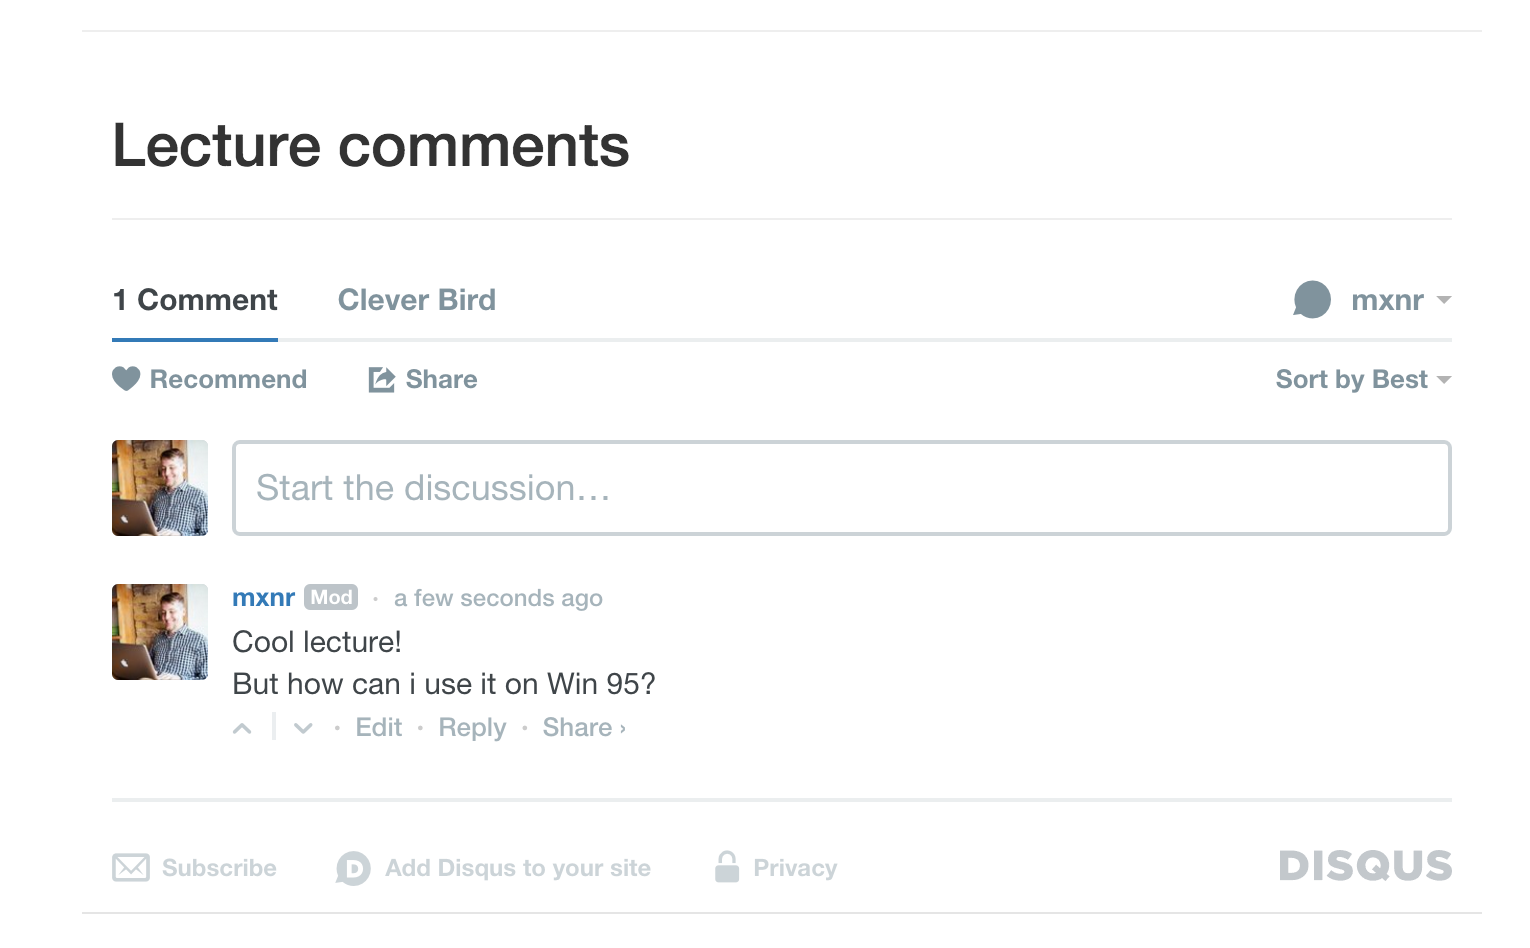 Lecture comments
1 Comment
Clever Bird
mxnr
Recommend
Share
Sort by Best
Start the discussion...
mxnr Mod · a few seconds ago
Cool lecture!
But how can i use it on Win 95?
· Edit · Reply · Share ›
Subscribe
D Add Disqus to your site
Privacy
DISQUS